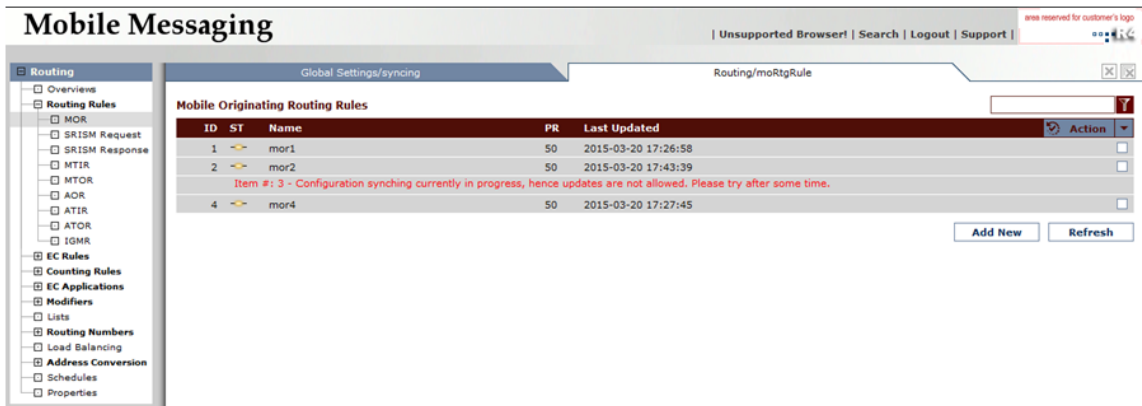 Mobile Messaging
| Unsupported Browser! | Search | Logout | Support |
area reserved for customer's logo
R4
Routing
Global Settings/syncing
Routing/moRtgRule
Overviews
Routing Rules
MOR
SRISM Request
SRISM Response
MTIR
MTOR
AOR
ATIR
ATOR
IGMR
EC Rules
Counting Rules
EC Applications
Modifiers
Lists
Routing Numbers
Load Balancing
Address Conversion
Schedules
Properties
Mobile Originating Routing Rules
ID ST Name PR Last Updated Action
1 mor1 50 2015-03-20 17:26:58
2 mor2 50 2015-03-20 17:43:39
Item #: 3 - Configuration synching currently in progress, hence updates are not allowed. Please try after some time.
4 mor4 50 2015-03-20 17:27:45
Add New Refresh